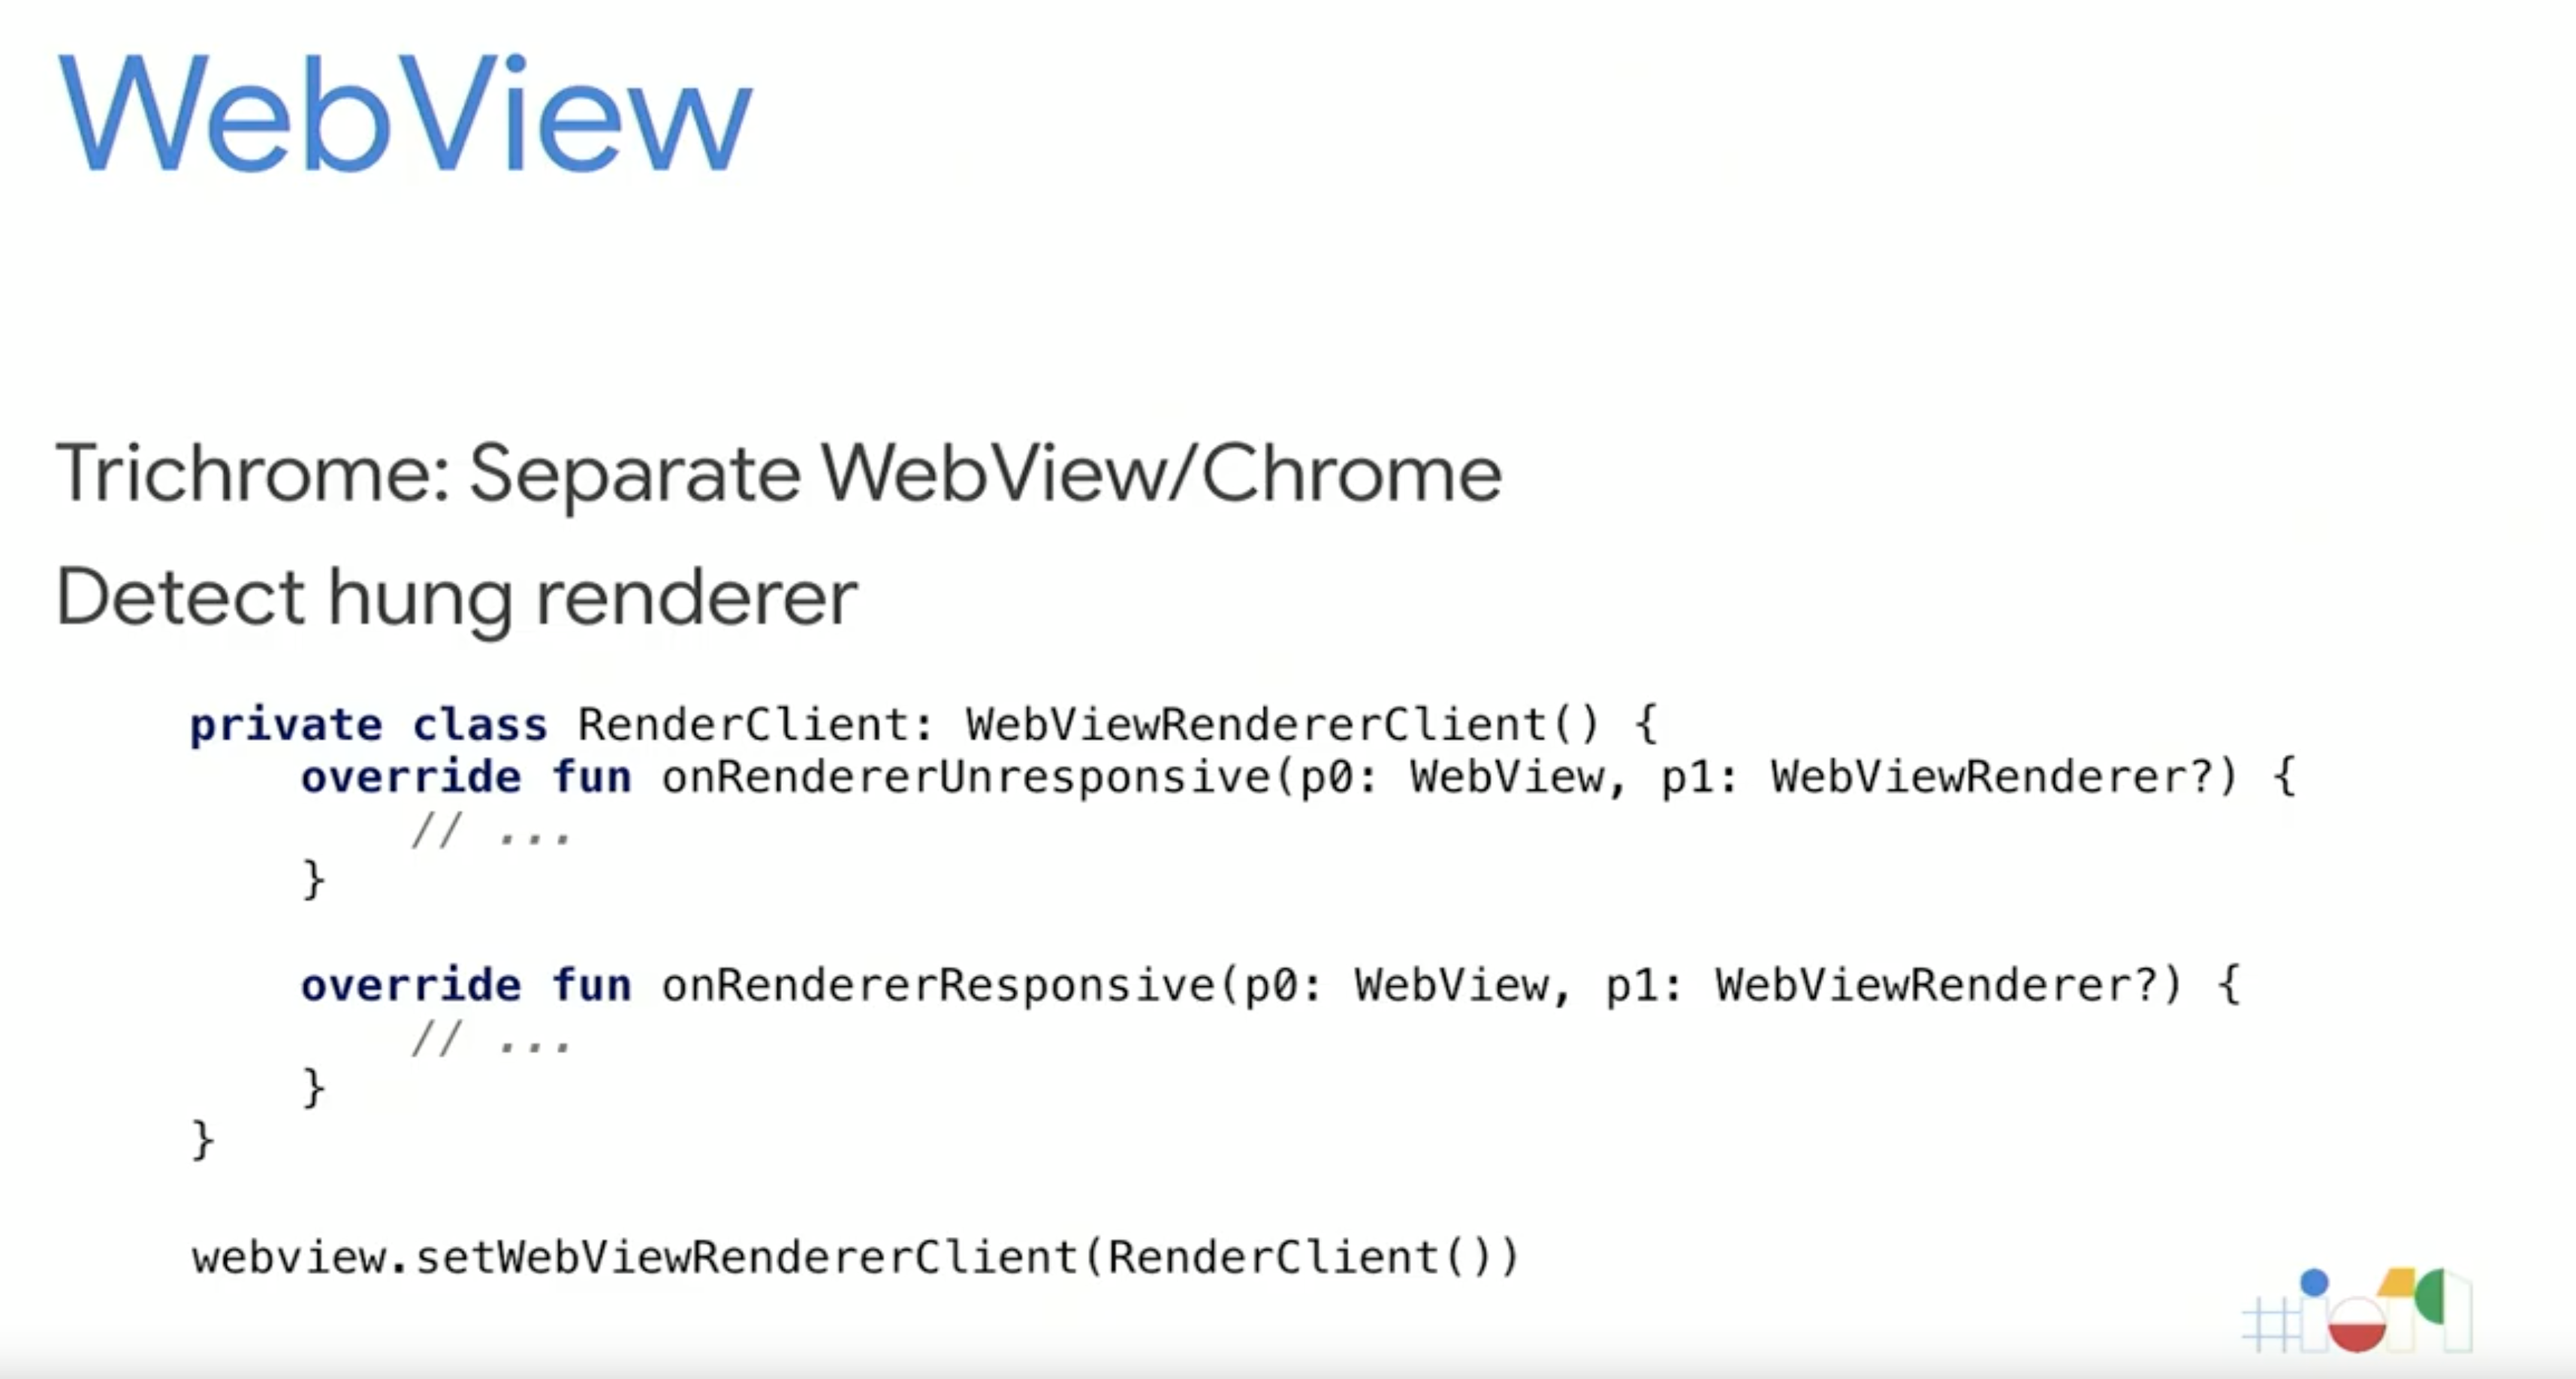 WebView
Trichrome: Separate WebView/Chrome
Detect hung renderer
private class RenderClient: WebViewRendererClient() {
    override fun onRendererUnresponsive(p0: WebView, p1: WebViewRenderer?) {
        // ...
    }
    override fun onRendererResponsive(p0: WebView, p1: WebViewRenderer?) {
        // ...
    }
}
webview.setWebViewRendererClient(RenderClient())
#io19